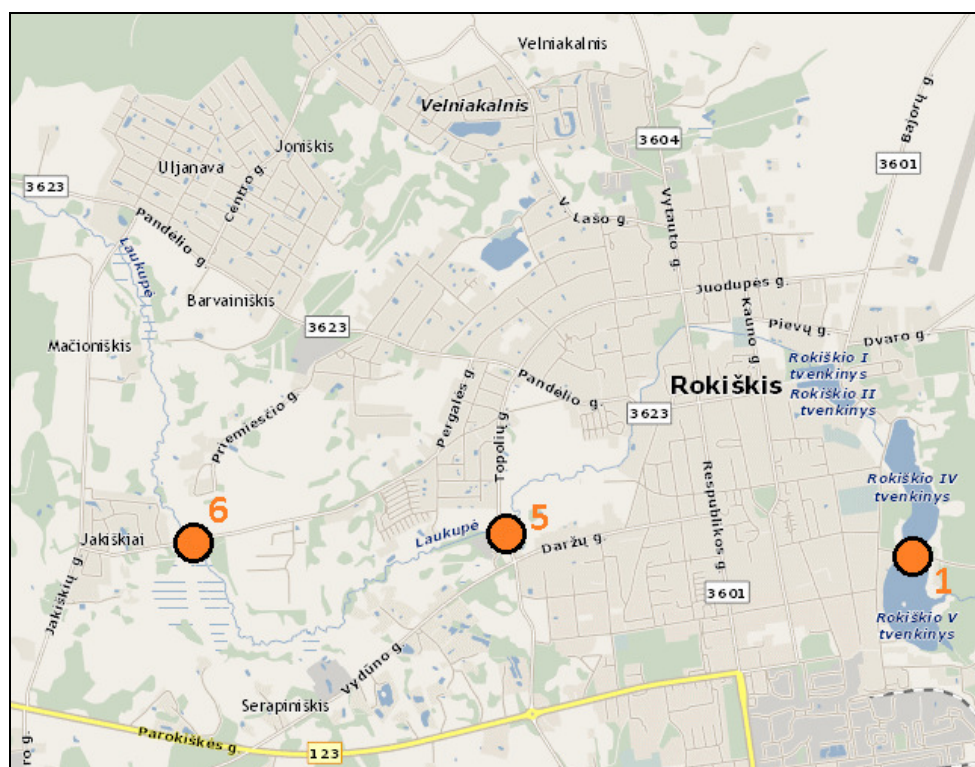 Velniakalnis
Velniakalnis
Bajorų g.
Joniškis
3604
3601
Uljanava
3623
Centro g.
Vytauto g.
V. Lašo g.
Pandėlio g.
Laukupė
Juodupės g.
Barvainiškis
Kauno g.
3623
Pievų g.
Dvaro g.
Mačioniškis
Rokiškio I
tvenkinys
Pandėlio g.
Rokiškis
Rokiškio II
tvenkinys
Pergalės g.
3623
Priemiesčio g.
Topolių g.
Respublikos g.
Rokiškio IV
tvenkinys
6
5
Laukupė
Jakiškiai
Daržų g.
1
Jakiškių g.
3601
Rokiškio V
tvenkinys
Vydūno g.
Serapiniškis
Parokiškės g.
123
ro g.